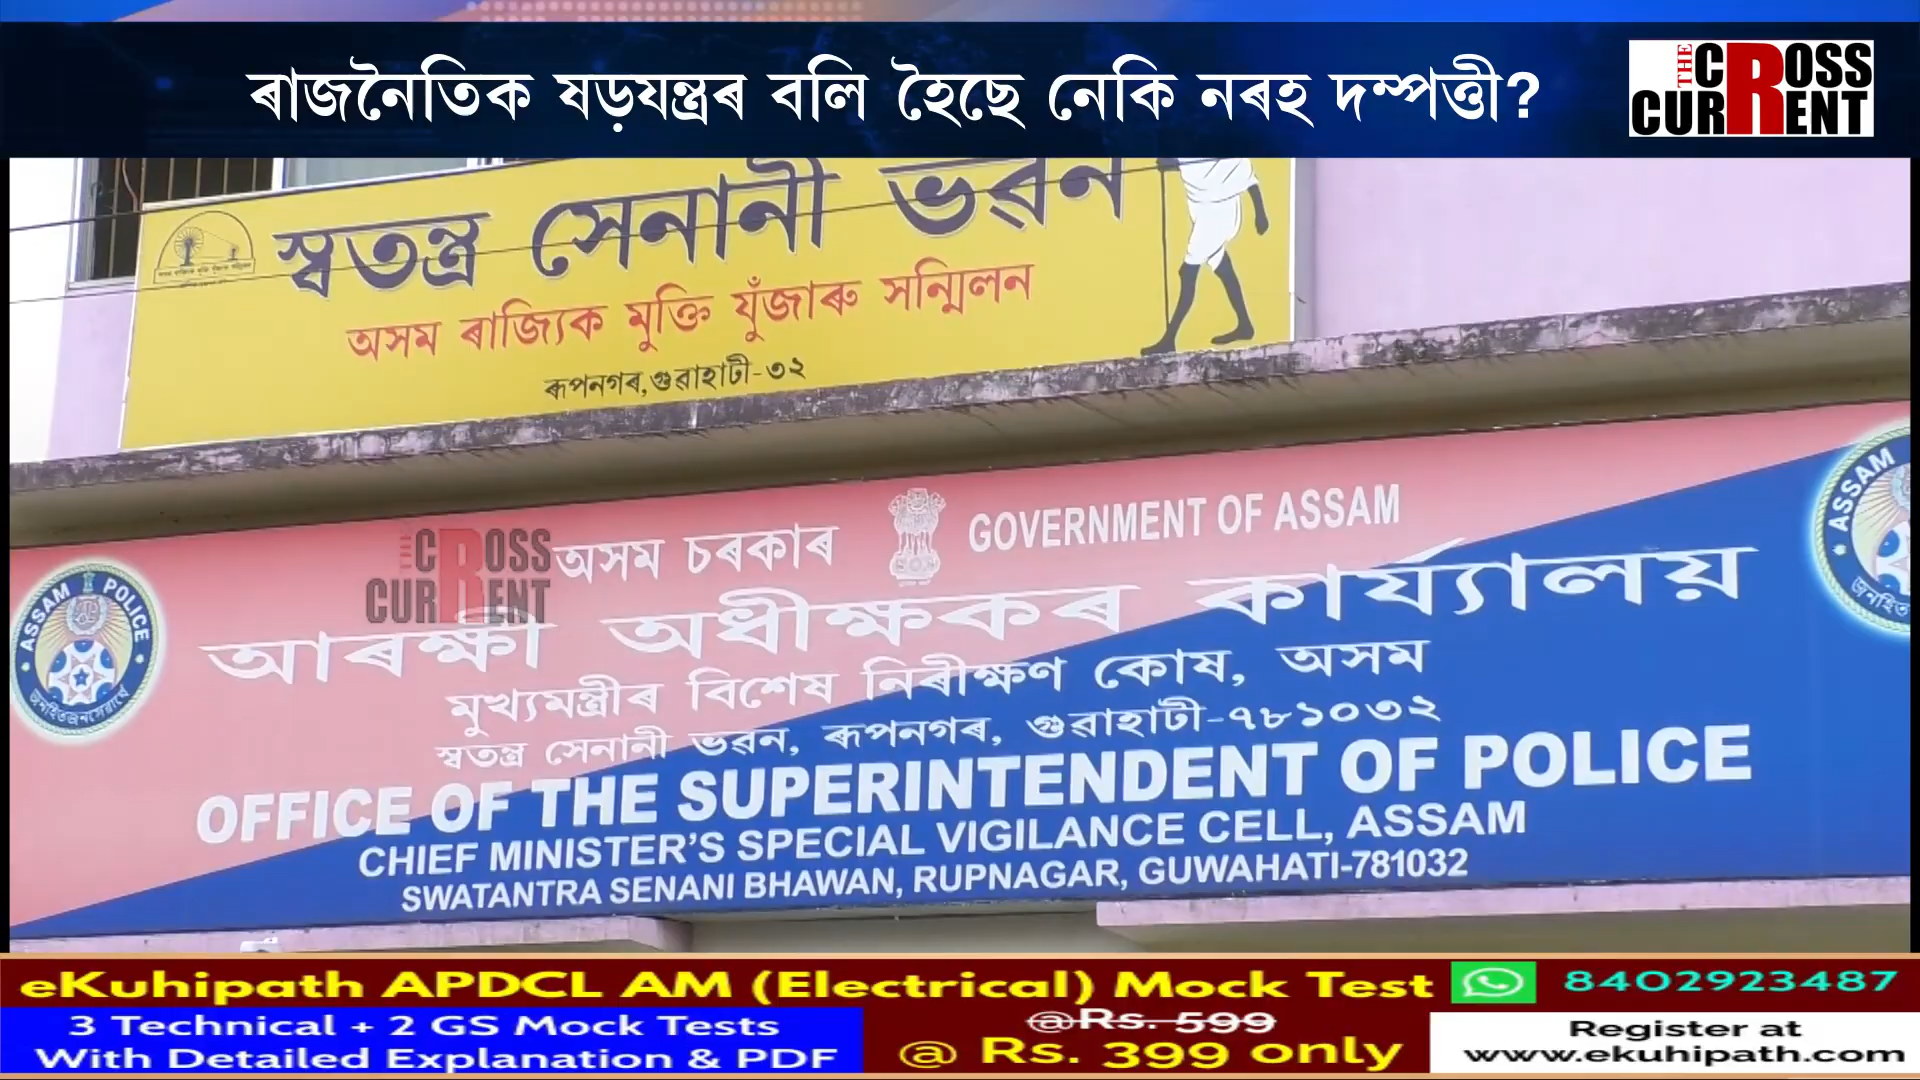 ৰাজনৈতিক ষড়যন্ত্ৰৰ বলি হৈছে নেকি নৰহ দম্পত্তী?
THE CROSS CURRENT
স্বতন্ত্ৰ সেনানী ভৱন
অসম ৰাজ্যিক মুক্তি যুঁজাৰু সন্মিলন
ৰূপনগৰ,গুৱাহাটী-৩২
অসম চৰকাৰ
GOVERNMENT OF ASSAM
THE CROSS CURRENT
আৰক্ষী অধীক্ষকৰ কাৰ্য্যালয়
মুখ্যমন্ত্ৰীৰ বিশেষ নিৰীক্ষণ কোষ, অসম
স্বতন্ত্ৰ সেনানী ভৱন, ৰূপনগৰ, গুৱাহাটী-৭৮১০৩২
OFFICE OF THE SUPERINTENDENT OF POLICE
CHIEF MINISTER'S SPECIAL VIGILANCE CELL, ASSAM
SWATANTRA SENANI BHAWAN, RUPNAGAR, GUWAHATI-781032
ASSAM POLICE
ASSAM
eKuhipath APDCL AM (Electrical) Mock Test
8402923487
3 Technical + 2 GS Mock Tests
With Detailed Explanation & PDF
@Rs. 599
@ Rs. 399 only
Register at
www.ekuhipath.com